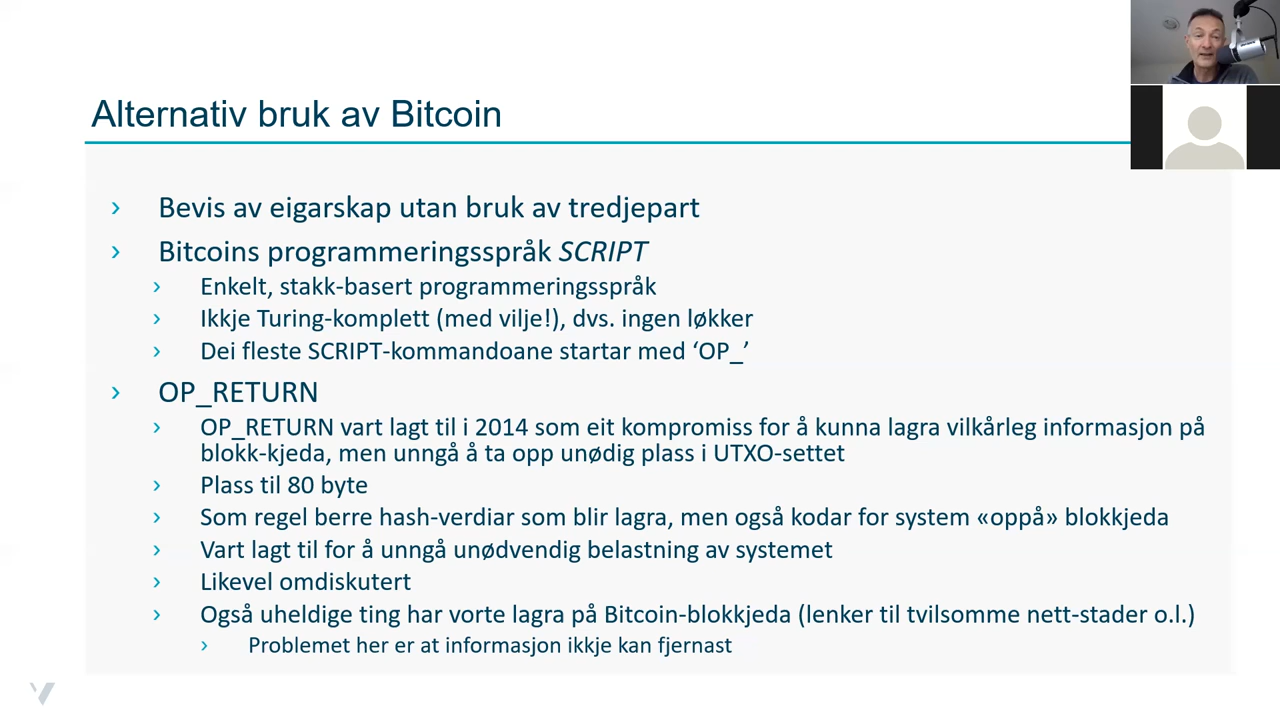 Alternativ bruk av Bitcoin
› Bevis av eigarskap utan bruk av tredjepart
› Bitcoins programmeringsspråk SCRIPT
› Enkelt, stakk-basert programmeringsspråk
› Ikkje Turing-komplett (med vilje!), dvs. ingen løkker
› Dei fleste SCRIPT-kommandoane startar med ‘OP_’
› OP_RETURN
› OP_RETURN vart lagt til i 2014 som eit kompromiss for å kunna lagra vilkårleg informasjon på
blokk-kjeda, men unngå å ta opp unødig plass i UTXO-settet
› Plass til 80 byte
› Som regel berre hash-verdiar som blir lagra, men også kodar for system «oppå» blokkjeda
› Vart lagt til for å unngå unødvendig belastning av systemet
› Likevel omdiskutert
› Også uheldige ting har vorte lagra på Bitcoin-blokkjeda (lenker til tvilsomme nett-stader o.l.)
› Problemet her er at informasjon ikkje kan fjernast